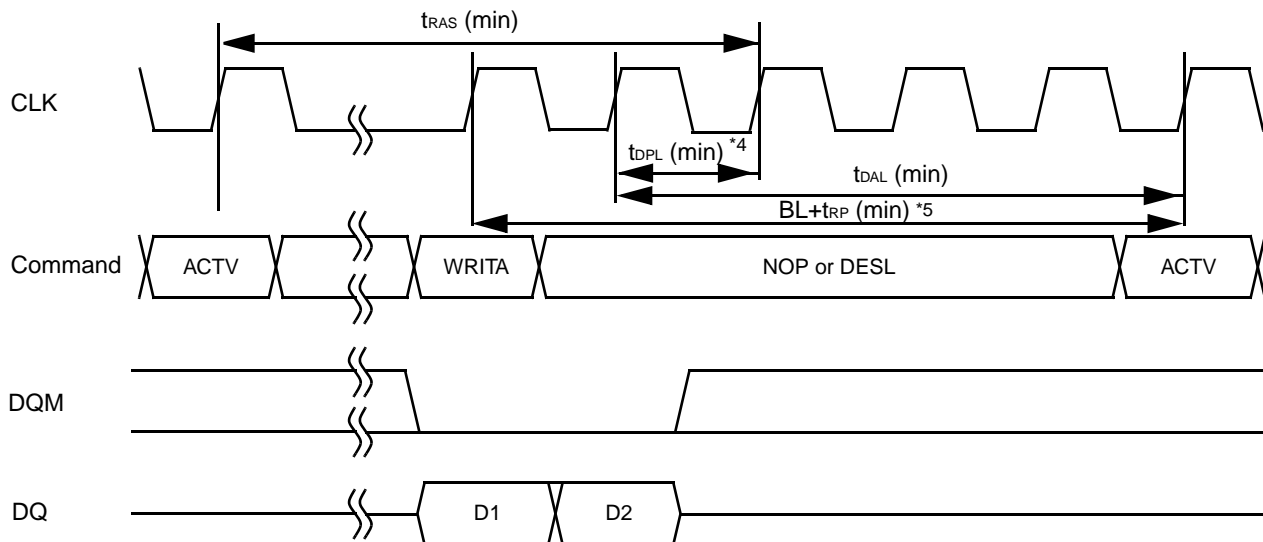 tRAS (min)
CLK
tDPL (min) *4
tDAL (min)
BL+tRP (min) *5
Command ACTV WRITA NOP or DESL ACTV
DQM
DQ D1 D2